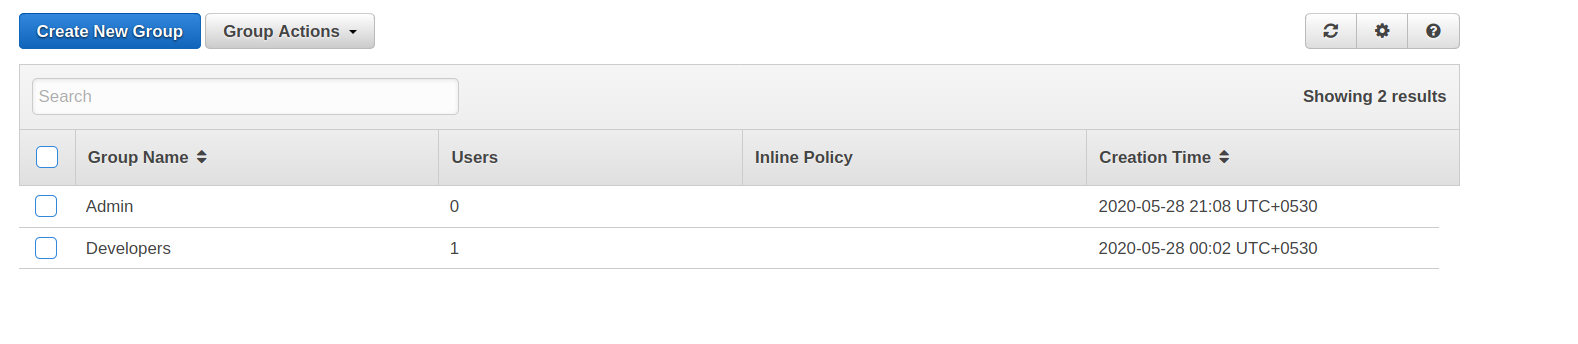 Create New Group Group Actions
Search Showing 2 results
Group Name Users Inline Policy Creation Time
Admin 0 2020-05-28 21:08 UTC+0530
Developers 1 2020-05-28 00:02 UTC+0530